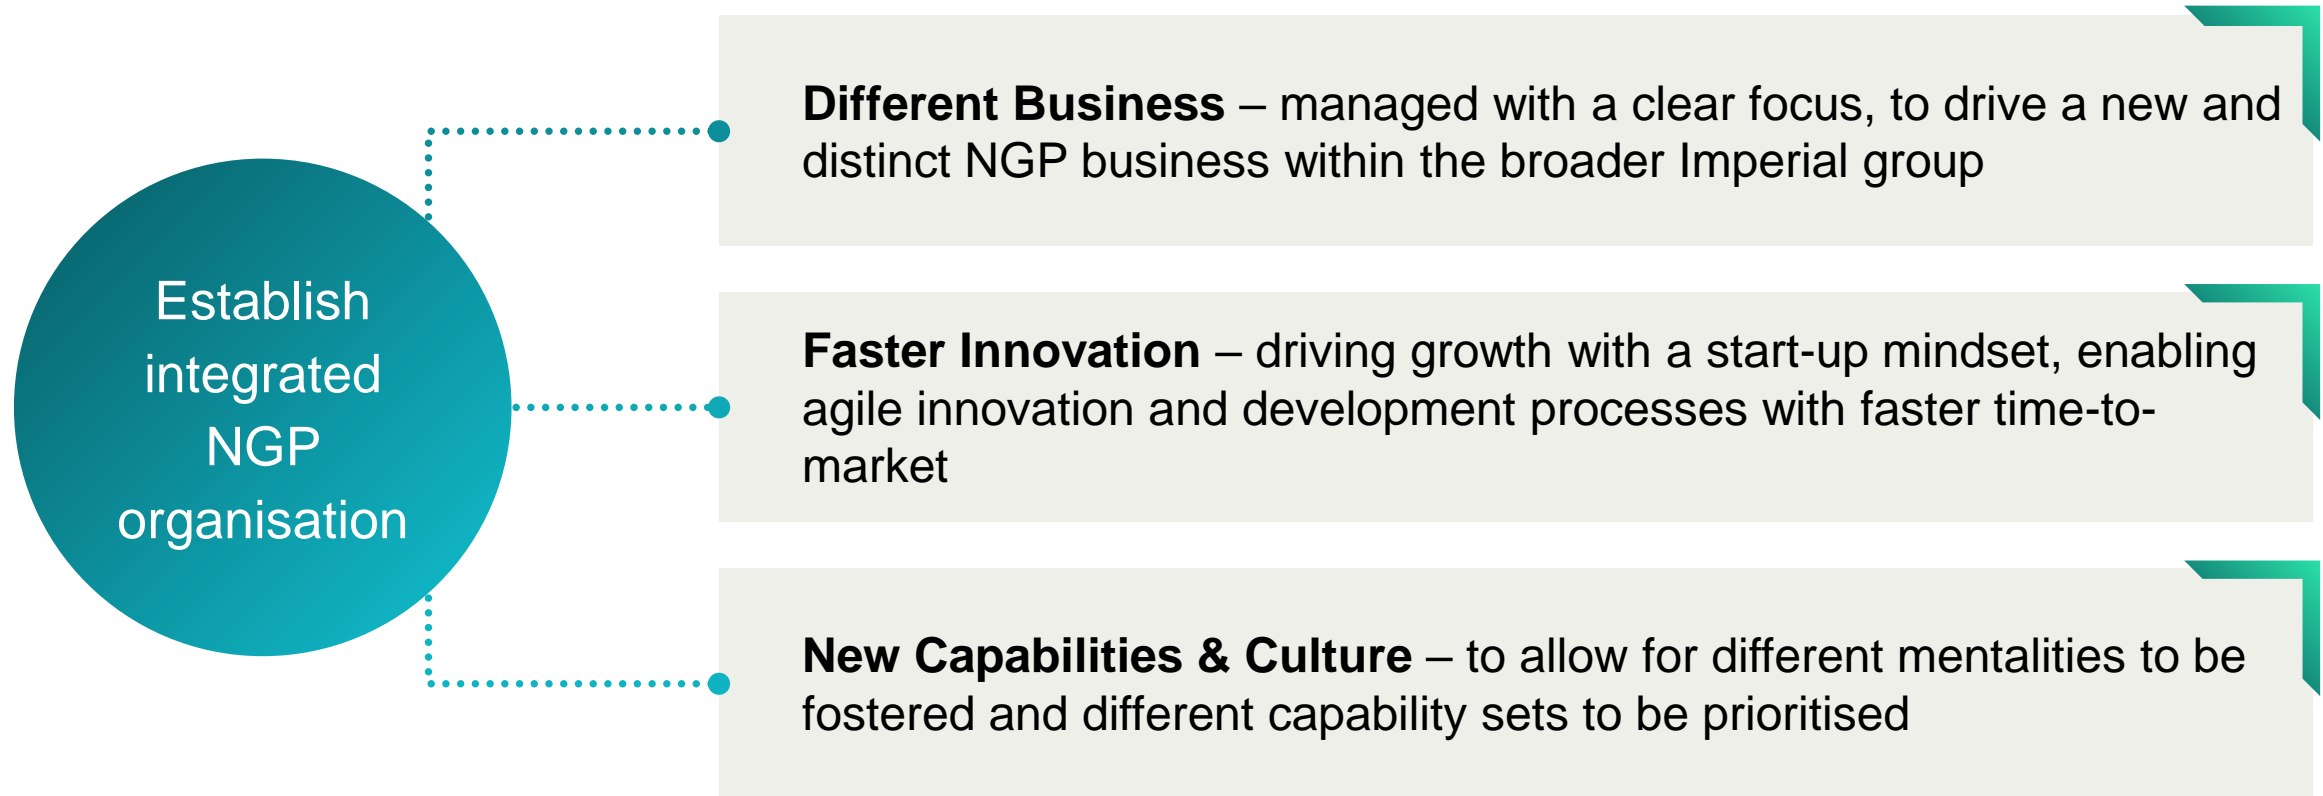 Establish
integrated
NGP
organisation
Different Business – managed with a clear focus, to drive a new and
distinct NGP business within the broader Imperial group
Faster Innovation – driving growth with a start-up mindset, enabling
agile innovation and development processes with faster time-to-
market
New Capabilities & Culture – to allow for different mentalities to be
fostered and different capability sets to be prioritised